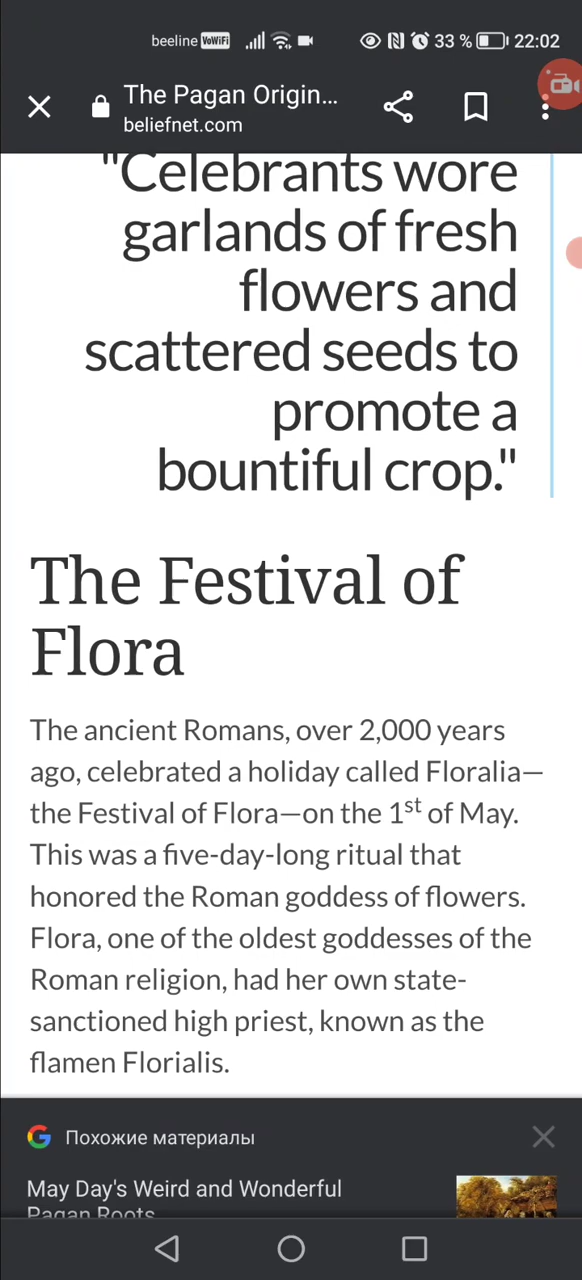 beeline VoWiFi 33 % 22:02
The Pagan Origin...
beliefnet.com
"Celebrants wore
garlands of fresh
flowers and
scattered seeds to
promote a
bountiful crop."
The Festival of
Flora
The ancient Romans, over 2,000 years
ago, celebrated a holiday called Floralia—
the Festival of Flora—on the 1st of May.
This was a five-day-long ritual that
honored the Roman goddess of flowers.
Flora, one of the oldest goddesses of the
Roman religion, had her own state-
sanctioned high priest, known as the
flamen Florialis.
Похожие материалы
May Day's Weird and Wonderful
Pagan Roots